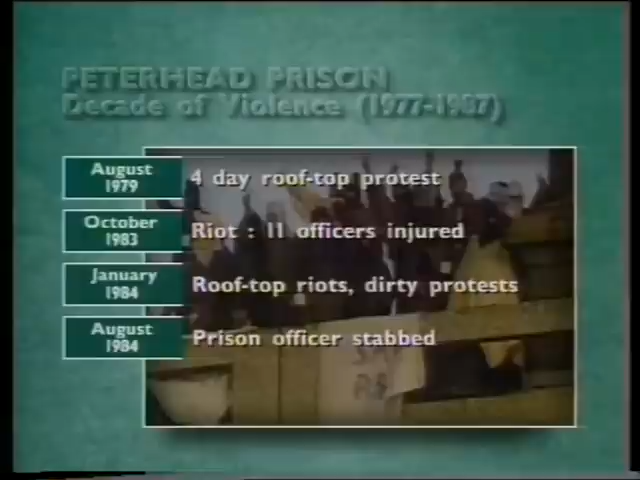 PETERHEAD PRISON
Decade of Violence (1977-1987)
August
1979
4 day roof-top protest
October
1983
Riot : 11 officers injured
January
1984
Roof-top riots, dirty protests
August
1984
Prison officer stabbed